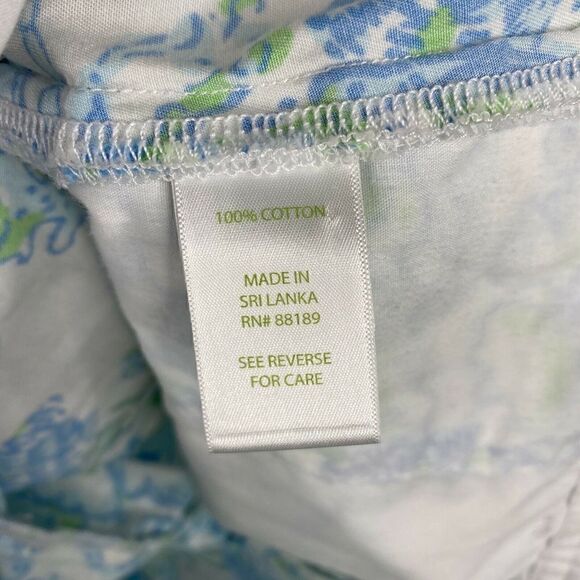 100% COTTON
MADE IN
SRI LANKA
RN# 88189
SEE REVERSE
FOR CARE